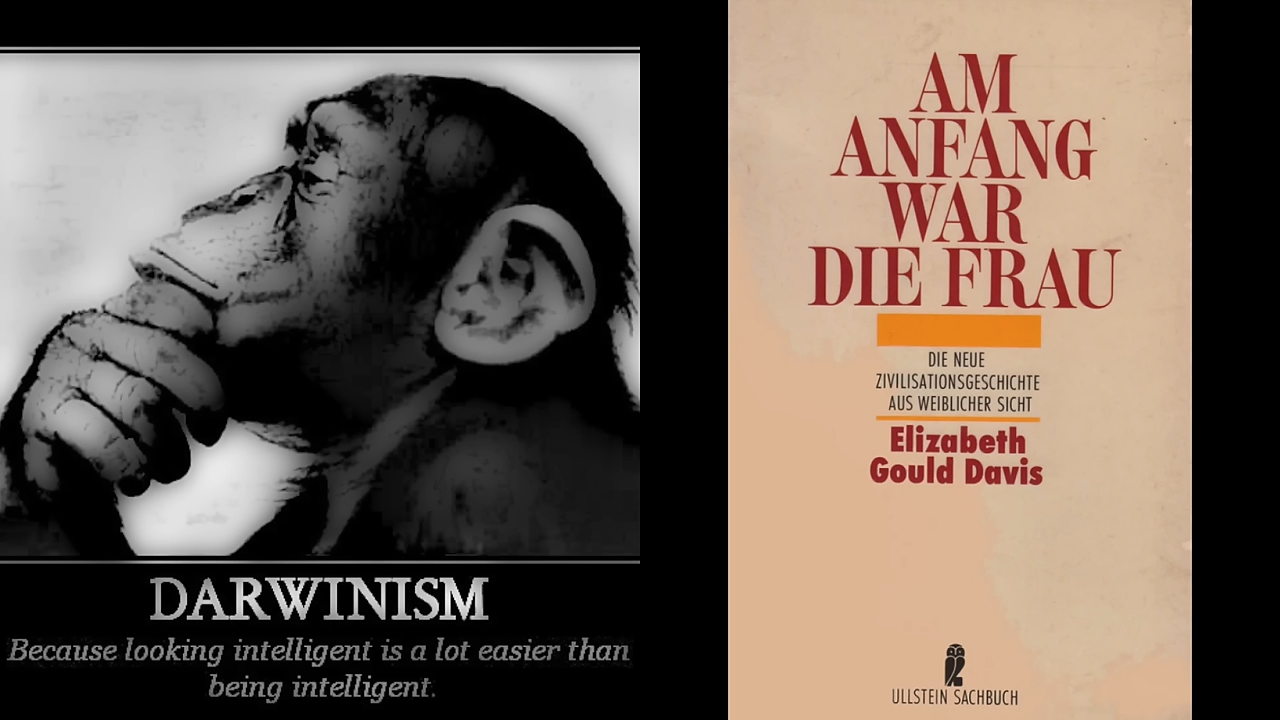 DARWINISM
Because looking intelligent is a lot easier than
being intelligent.
AM
ANFANG
WAR
DIE FRAU
DIE NEUE
ZIVILISATIONSGESCHICHTE
AUS WEIBLICHER SICHT
Elizabeth
Gould Davis
ULLSTEIN SACHBUCH